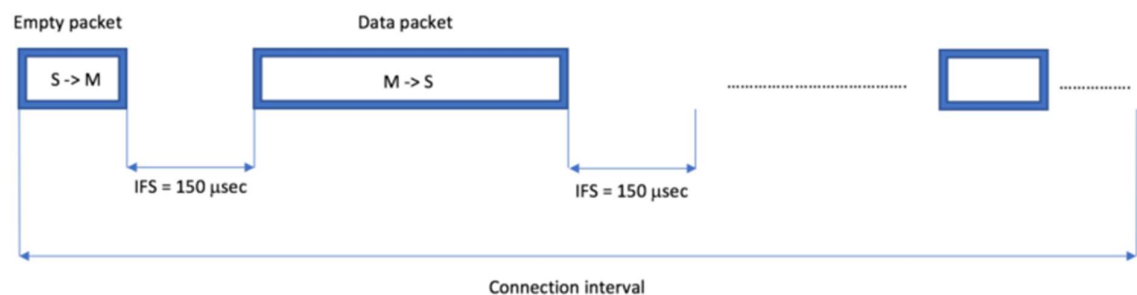 Empty packet
Data packet
S -> M
M -> S
IFS = 150 μsec
IFS = 150 μsec
Connection interval